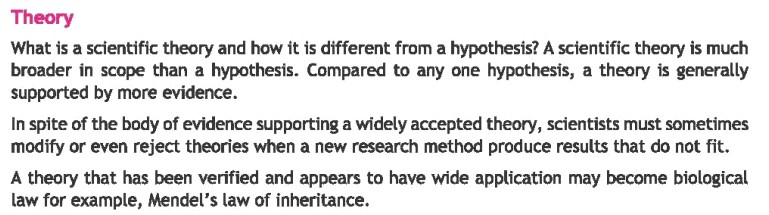 Theory
What is a scientific theory and how it is different from a hypothesis? A scientific theory is much
broader in scope than a hypothesis. Compared to any one hypothesis, a theory is generally
supported by more evidence.
In spite of the body of evidence supporting a widely accepted theory, scientists must sometimes
modify or even reject theories when a new research method produce results that do not fit.
A theory that has been verified and appears to have wide application may become biological
law for example, Mendel's law of inheritance.